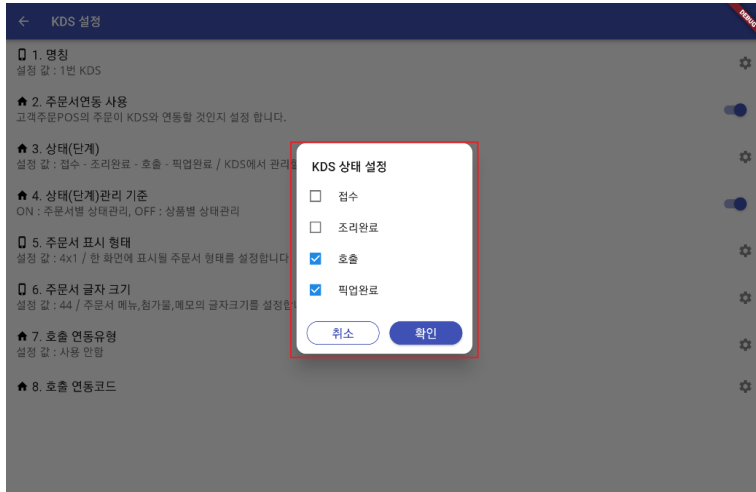 KDS 설정
DEBUG
1. 명칭
설정 값 : 1번 KDS
2. 주문서연동 사용
고객주문POS의 주문이 KDS와 연동할 것인지 설정 합니다.
3. 상태(단계)
설정 값 : 접수 - 조리완료 - 호출 - 픽업완료 / KDS에서 관리할
4. 상태(단계)관리 기준
ON : 주문서별 상태관리, OFF : 상품별 상태관리
5. 주문서 표시 형태
설정 값 : 4x1 / 한 화면에 표시될 주문서 형태를 설정합니다
6. 주문서 글자 크기
설정 값 : 44 / 주문서 메뉴,첨가물,메모의 글자크기를 설정합
7. 호출 연동유형
설정 값 : 사용 안함
8. 호출 연동코드
KDS 상태 설정
접수
조리완료
호출
픽업완료
취소
확인